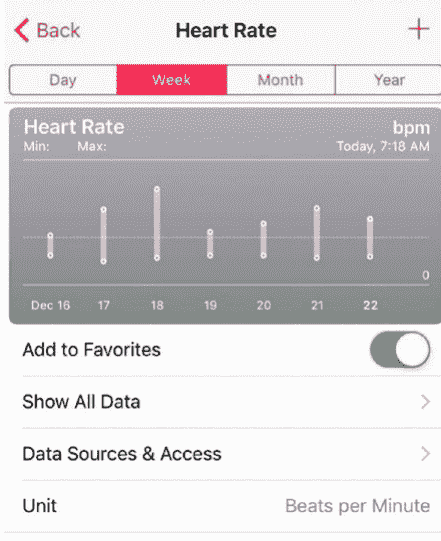 Back Heart Rate +
Day Week Month Year
Heart Rate bpm
Min: Max: Today, 7:18 AM
0
Dec 16 17 18 19 20 21 22
Add to Favorites
Show All Data
Data Sources & Access
Unit Beats per Minute